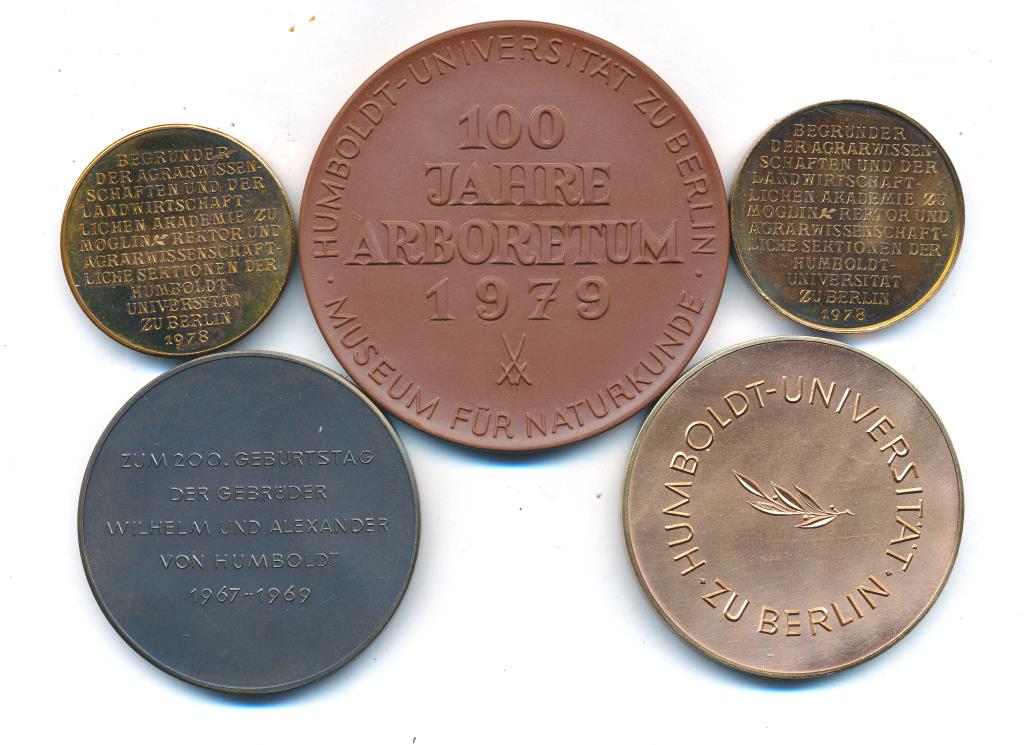 BEGRÜNDER
DER AGRARWISSEN-
SCHAFTEN UND DER
LANDWIRTSCHAFT-
LICHEN AKADEMIE ZU
MÖGLIN REKTOR UND
AGRARWISSENSCHAFT-
LICHE SEKTIONEN DER
HUMBOLDT-
UNIVERSITÄT
ZU BERLIN
1978
· HUMBOLDT-UNIVERSITÄT ZU BERLIN ·
100
JAHRE
ARBORETUM
1979
MUSEUM FÜR NATURKUNDE
BEGRÜNDER
DER AGRARWISSEN-
SCHAFTEN UND DER
LANDWIRTSCHAFT-
LICHEN AKADEMIE ZU
MÖGLIN REKTOR UND
AGRARWISSENSCHAFT-
LICHE SEKTIONEN DER
HUMBOLDT-
UNIVERSITÄT
ZU BERLIN
1978
ZUM 200. GEBURTSTAG
DER GEBRÜDER
WILHELM UND ALEXANDER
VON HUMBOLDT
1967-1969
HUMBOLDT-UNIVERSITÄT
· ZU BERLIN ·